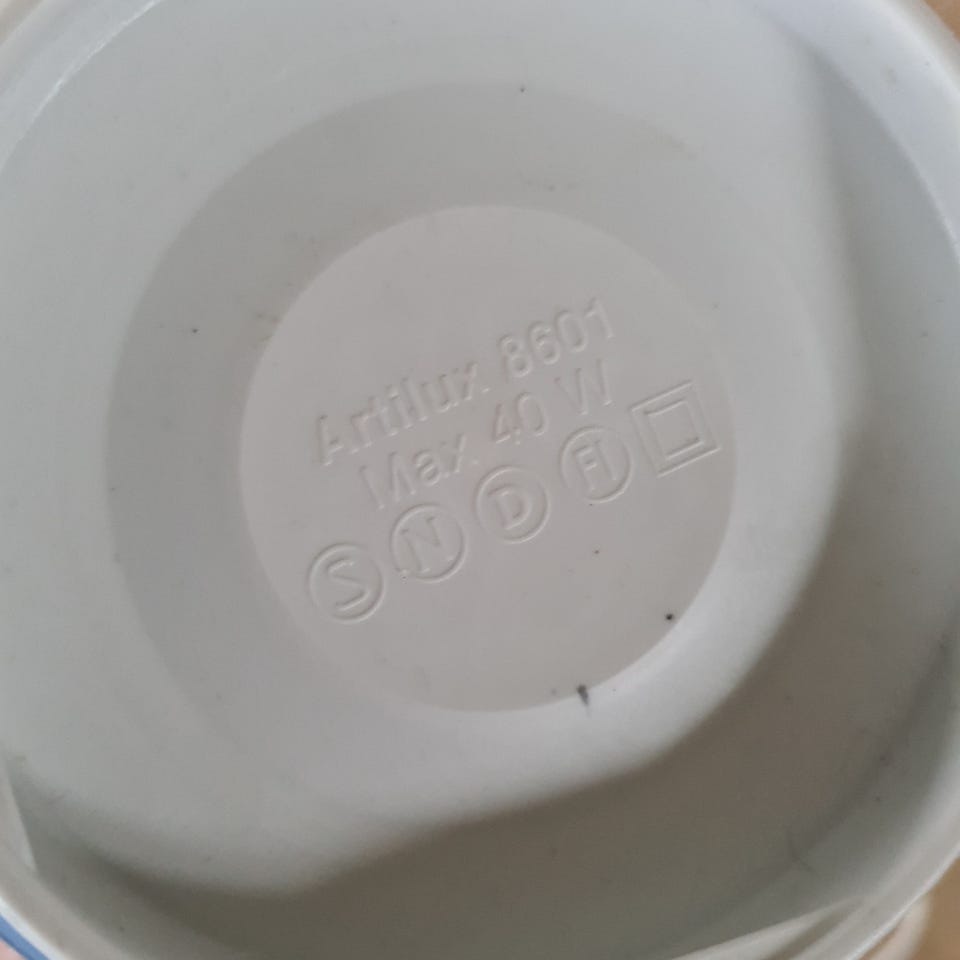 Artilux 8601
Max 40 W
S N D FI